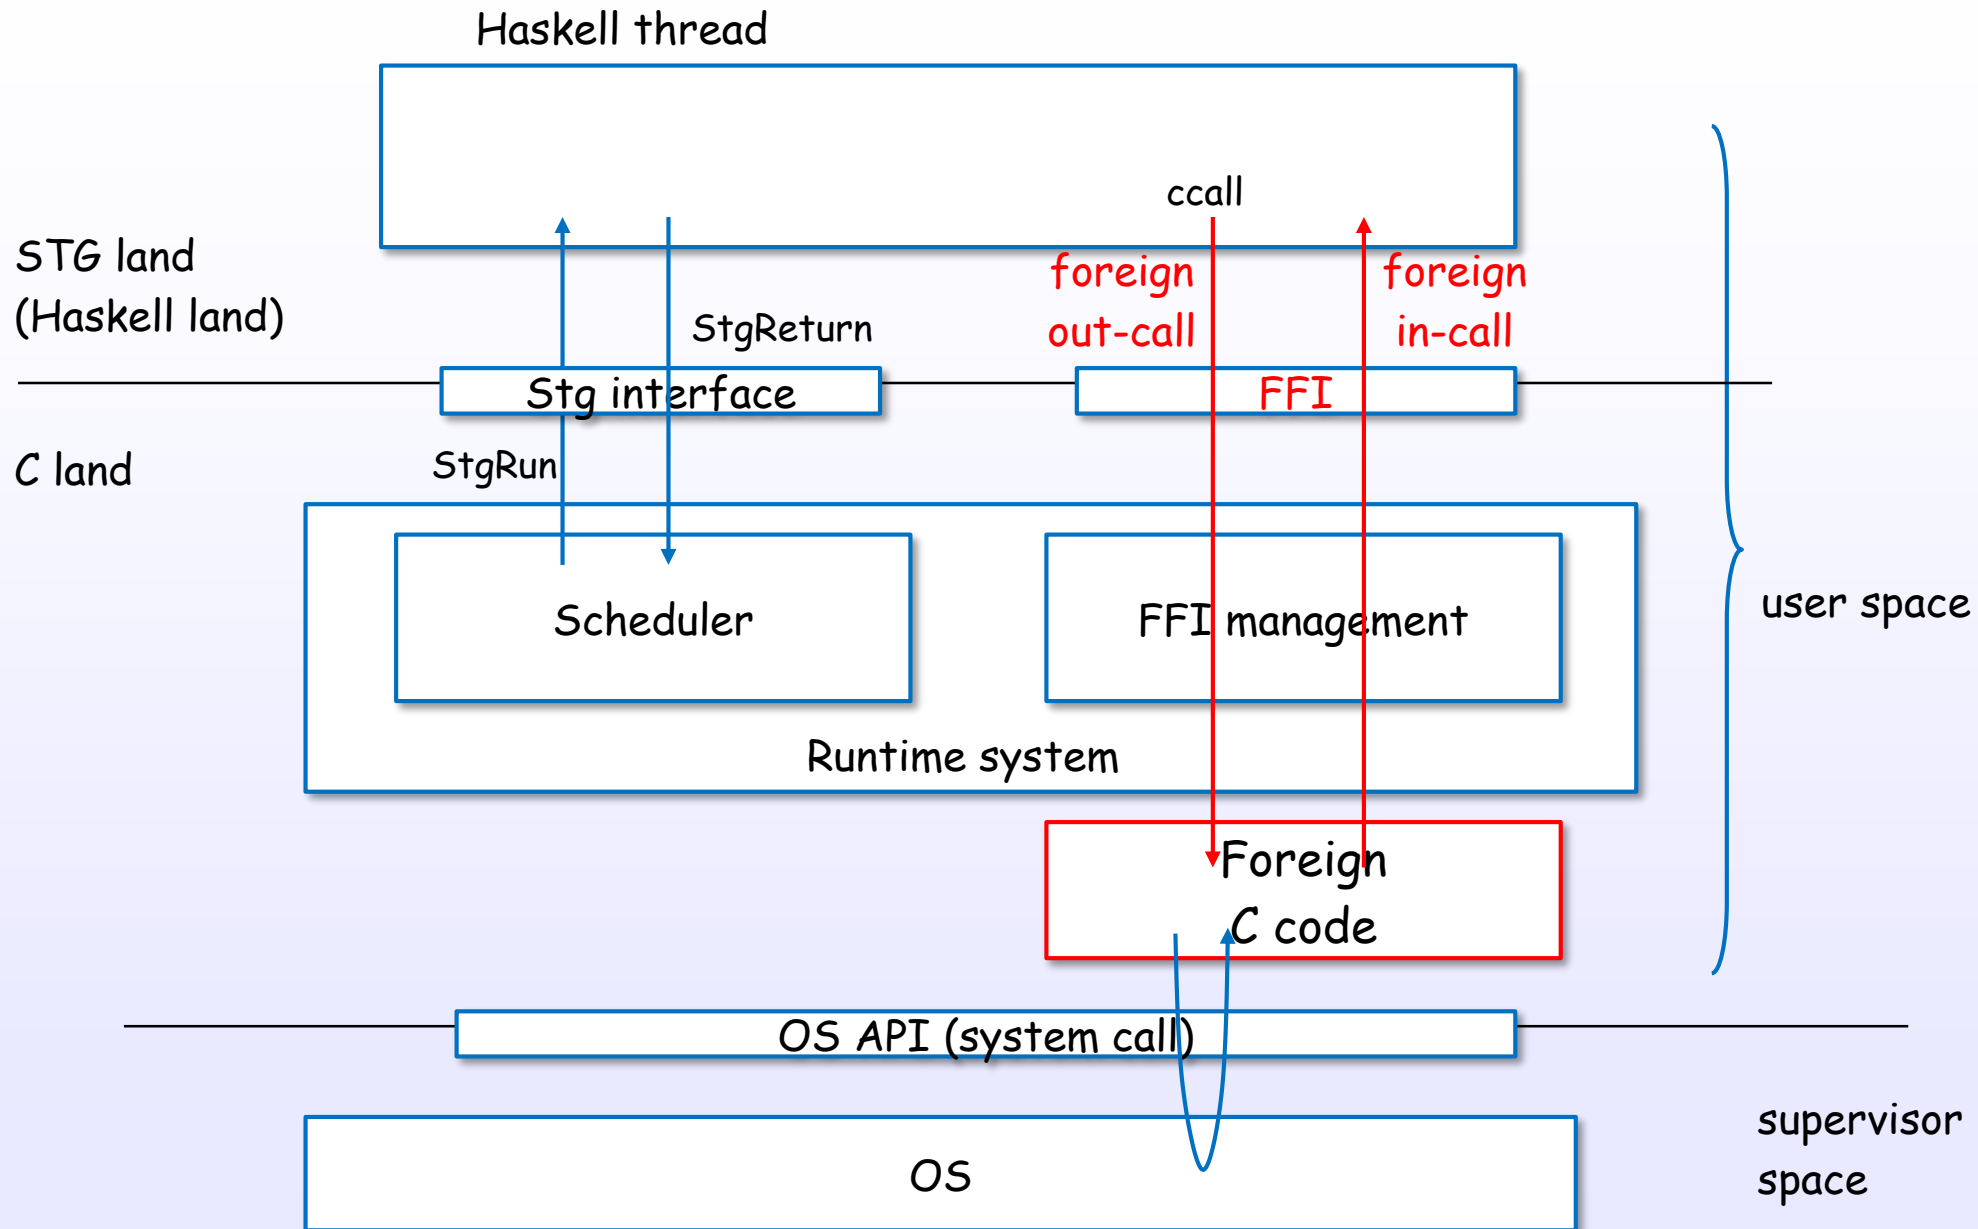 Haskell thread
ccall
STG land
(Haskell land)
foreign
out-call
foreign
in-call
StgReturn
Stg interface
FFI
C land
StgRun
Scheduler
FFI management
user space
Runtime system
Foreign
C code
OS API (system call)
supervisor
space
OS